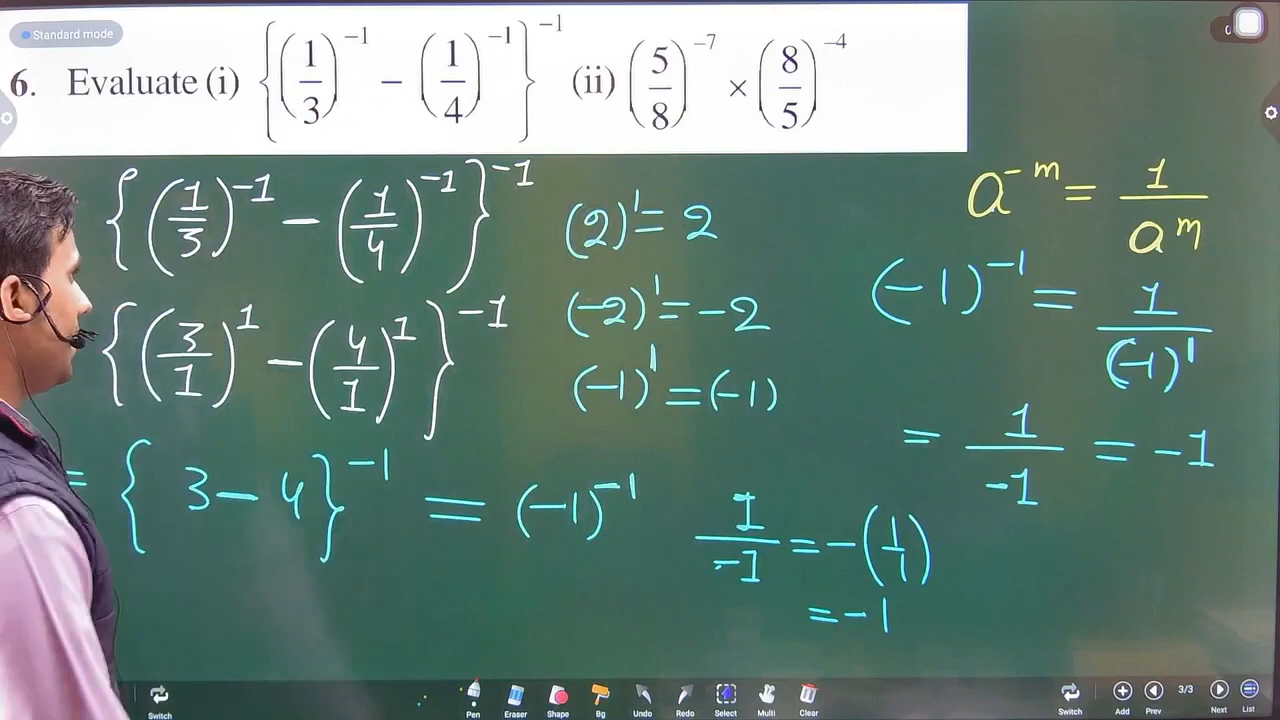 Standard mode
6. Evaluate (i) {(1/3)⁻¹ − (1/4)⁻¹}⁻¹ (ii) (5/8)⁻⁷ × (8/5)⁻⁴
{(1/3)⁻¹ − (1/4)⁻¹}⁻¹
{(3/1)¹ − (4/1)¹}⁻¹
= {3 − 4}⁻¹ = (−1)⁻¹
(2)¹ = 2
(−2)¹ = −2
(−1)¹ = (−1)
1/−1 = −(1/1)
= −1
a⁻ᵐ = 1/aᵐ
(−1)⁻¹ = 1/(−1)¹
= 1/−1 = −1
Switch Pen Eraser Shape Bg Undo Redo Select Multi Clear Switch Add Prev 3/3 Next List